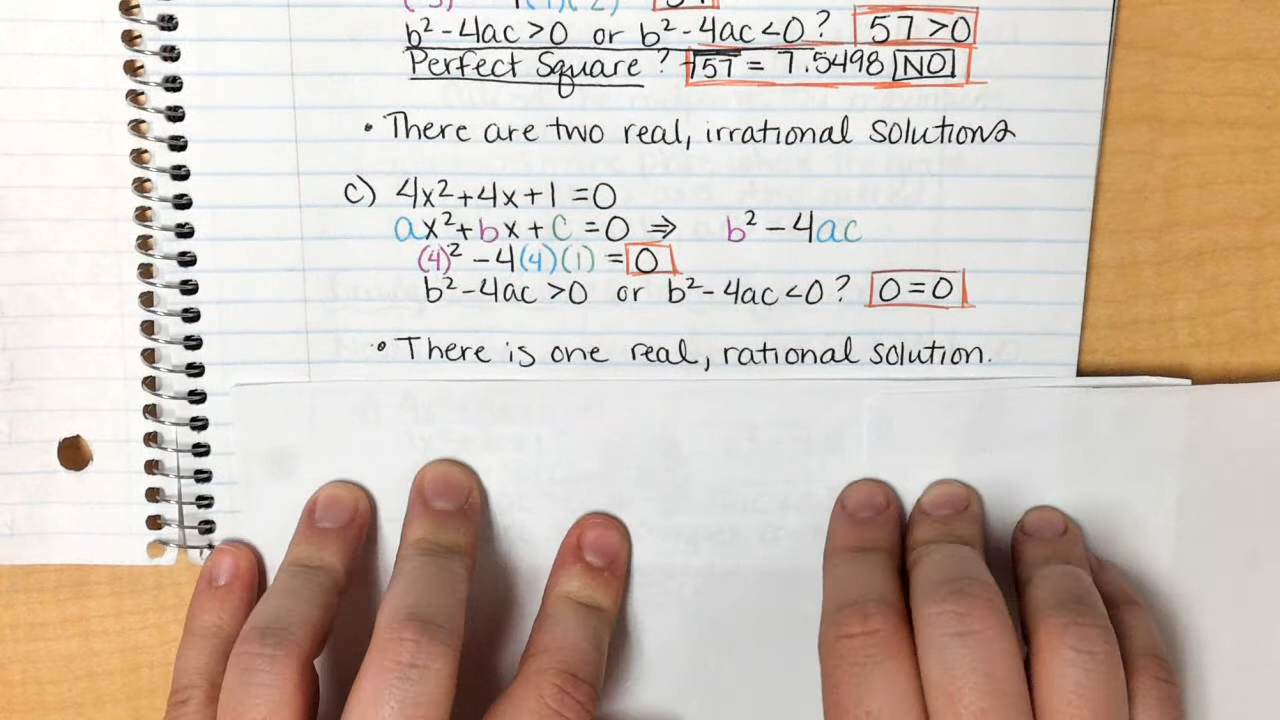 b²-4ac>0 or b²-4ac<0? 57>0
Perfect Square? √57 = 7.5498 NO
• There are two real, irrational solutions
c) 4x²+4x+1=0
ax²+bx+c=0 ⇒ b²-4ac
(4)²-4(4)(1)=0
b²-4ac>0 or b²-4ac<0? 0=0
• There is one real, rational solution.